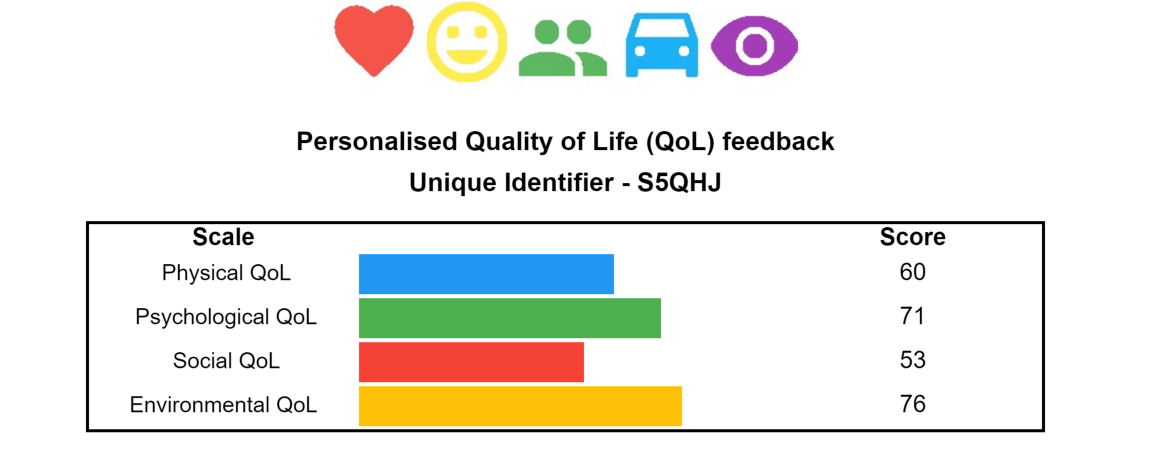 Personalised Quality of Life (QoL) feedback
Unique Identifier - S5QHJ
Scale Score
Physical QoL 60
Psychological QoL 71
Social QoL 53
Environmental QoL 76